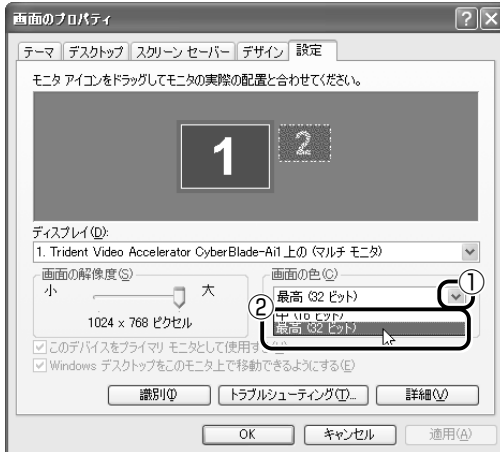 画面のプロパティ
テーマ デスクトップ スクリーン セーバー デザイン 設定
モニタ アイコンをドラッグしてモニタの実際の配置と合わせてください。
1 2
ディスプレイ(D):
1. Trident Video Accelerator CyberBlade-Ai1 上の (マルチ モニタ)
画面の解像度(S)
小 大
1024 x 768 ピクセル
画面の色(C)
①
最高 (32 ビット)
②
中 (16 ビット)
最高 (32 ビット)
このデバイスをプライマリ モニタとして使用す
Windows デスクトップをこのモニタ上で移動できるようにする(E)
識別(I) トラブルシューティング(T)... 詳細(V)
OK キャンセル 適用(A)